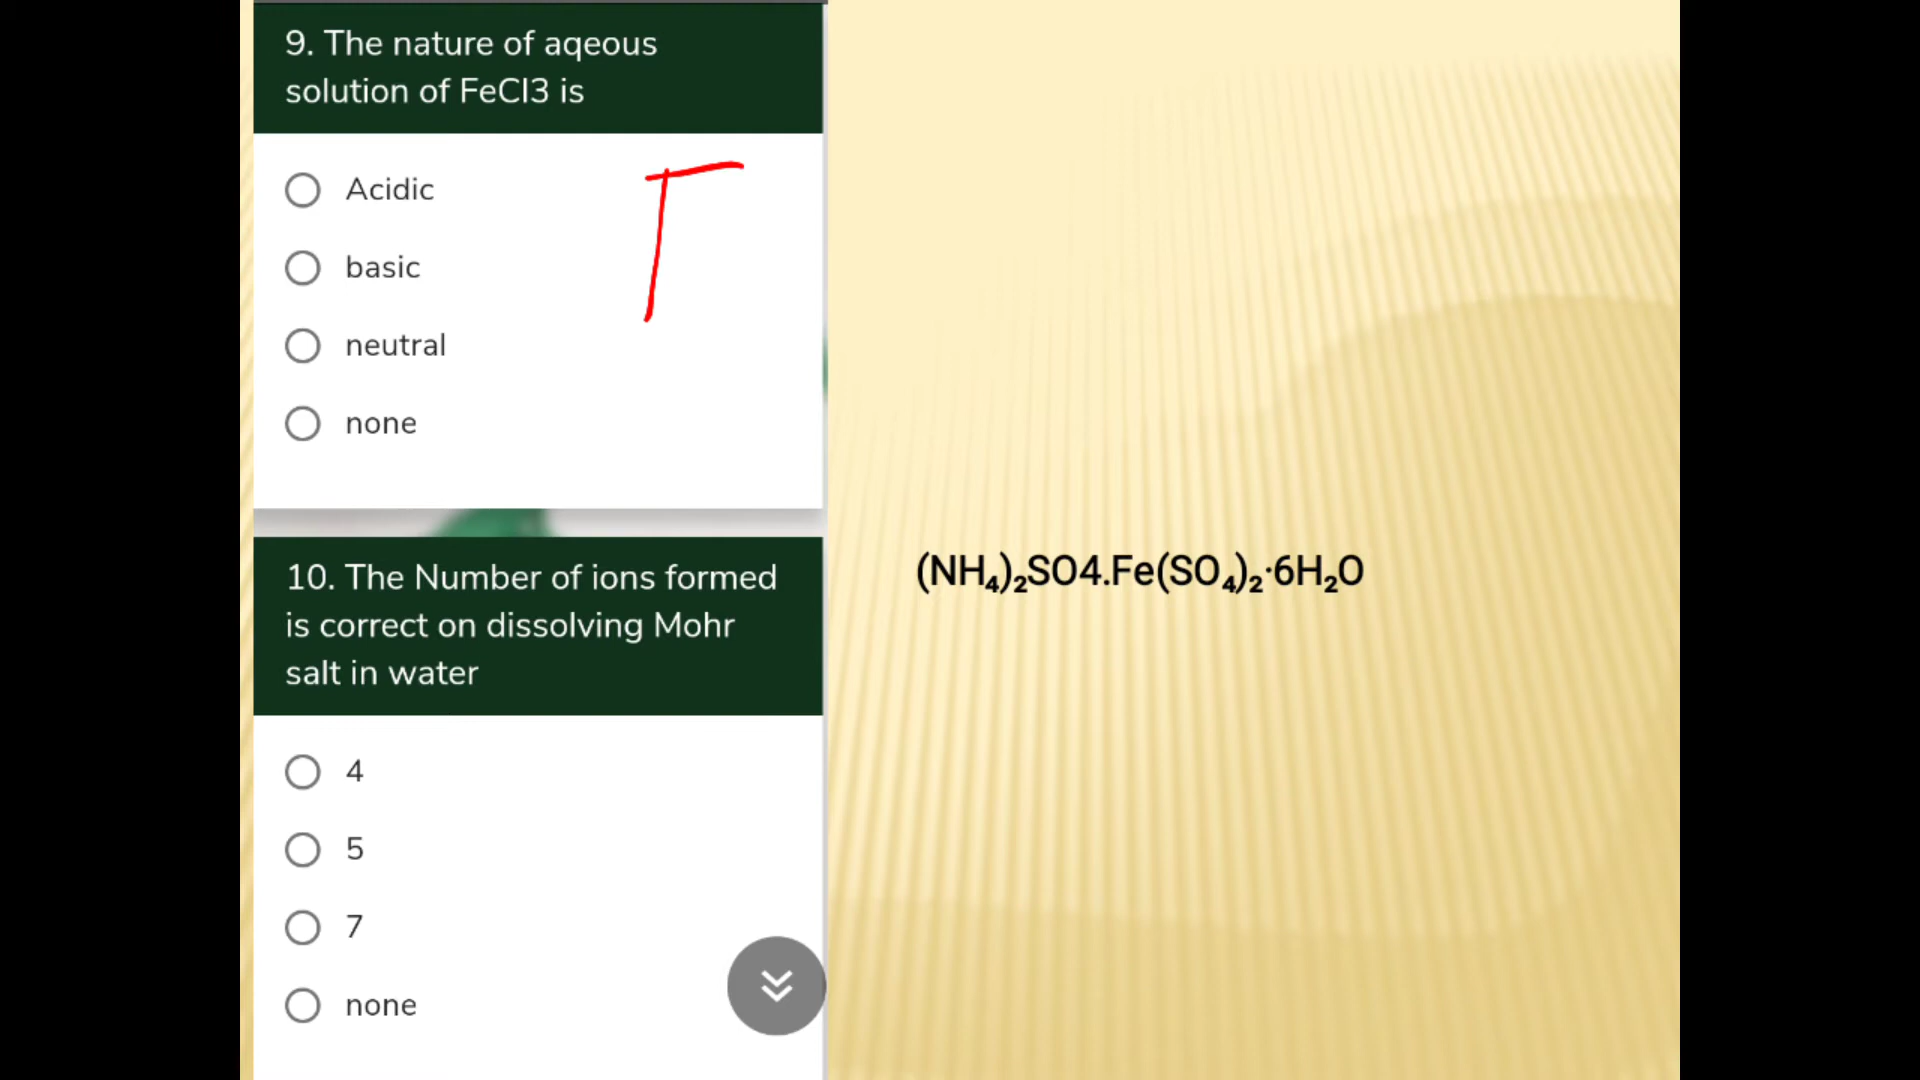 9. The nature of aqeous
solution of FeCl3 is
Acidic
basic
neutral
none
10. The Number of ions formed
is correct on dissolving Mohr
salt in water
4
5
7
none
(NH₄)₂SO4.Fe(SO₄)₂·6H₂O